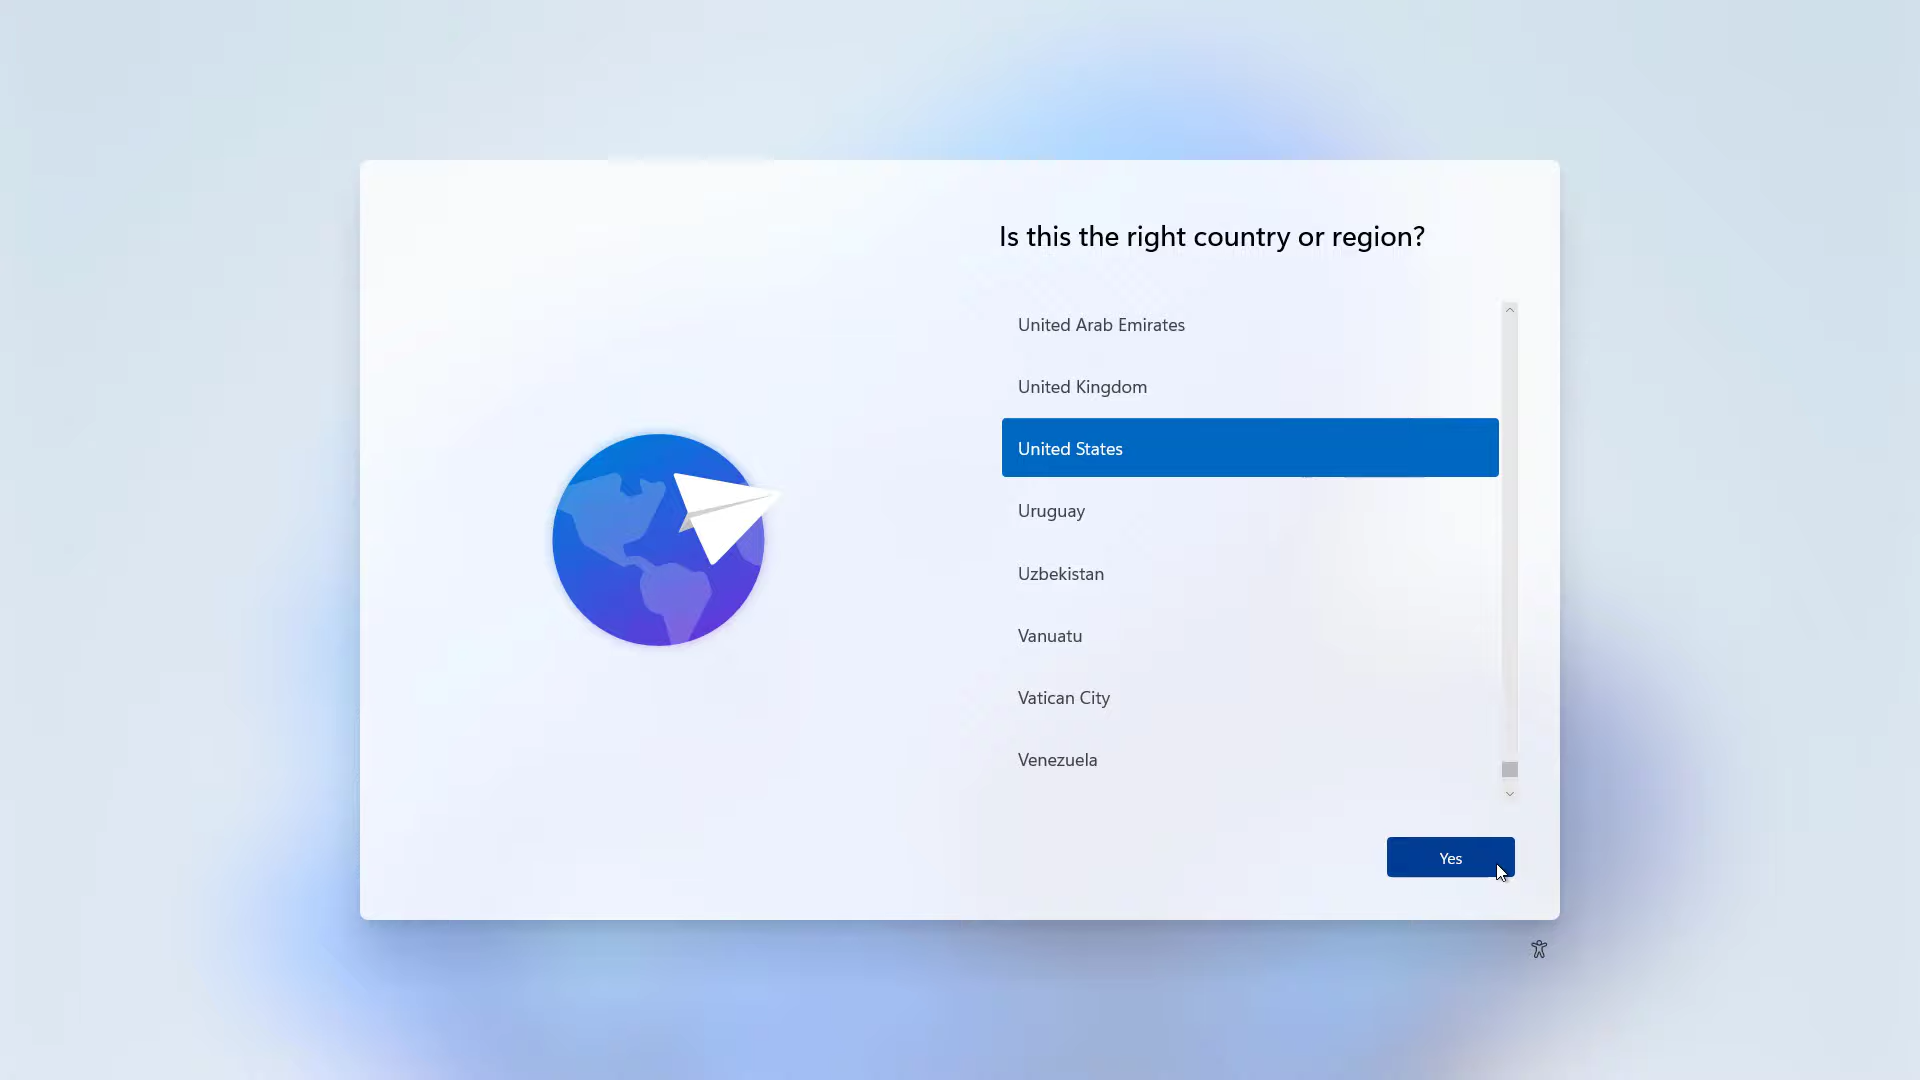 Is this the right country or region?
United Arab Emirates
United Kingdom
United States
Uruguay
Uzbekistan
Vanuatu
Vatican City
Venezuela
Yes